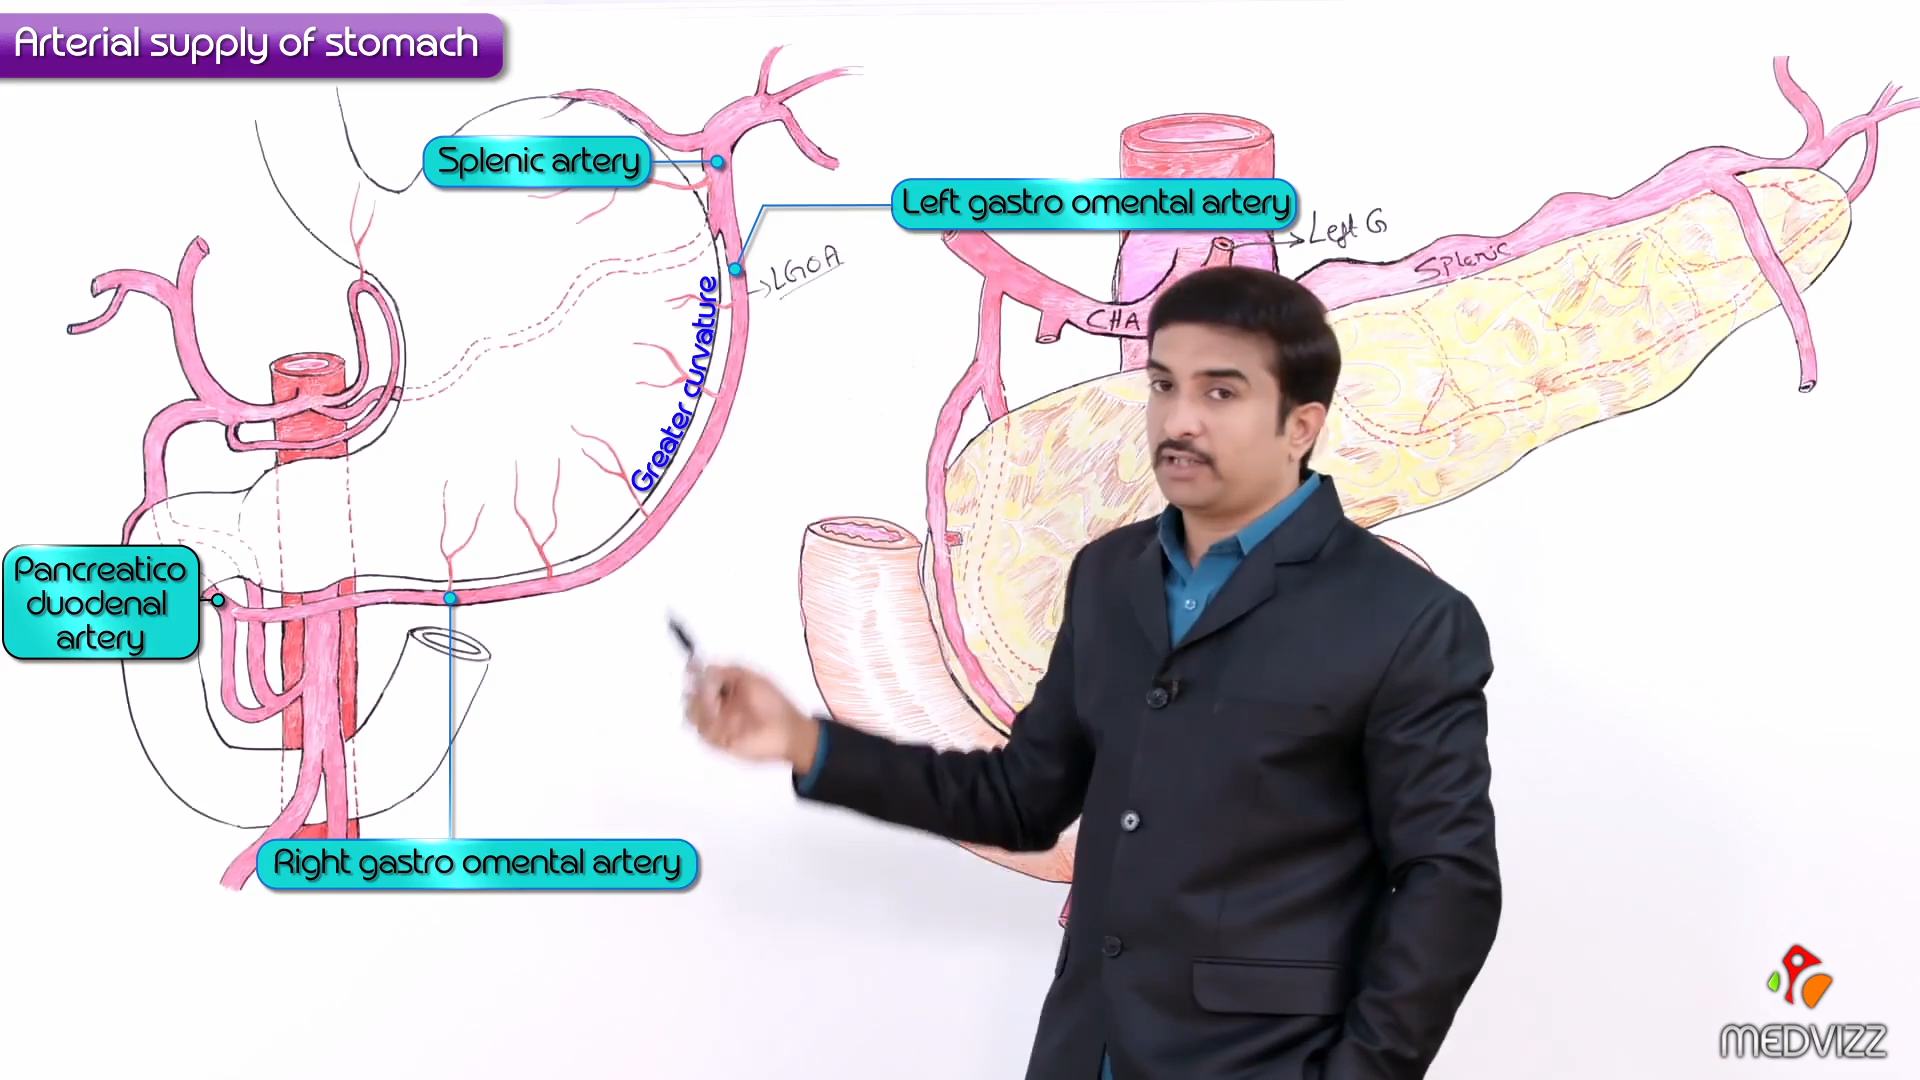 Arterial supply of stomach
Splenic artery
Left gastro omental artery
Left G
Splenic
LGOA
CHA
Greater curvature
Pancreatico
duodenal
artery
Right gastro omental artery
MEDVIZZ